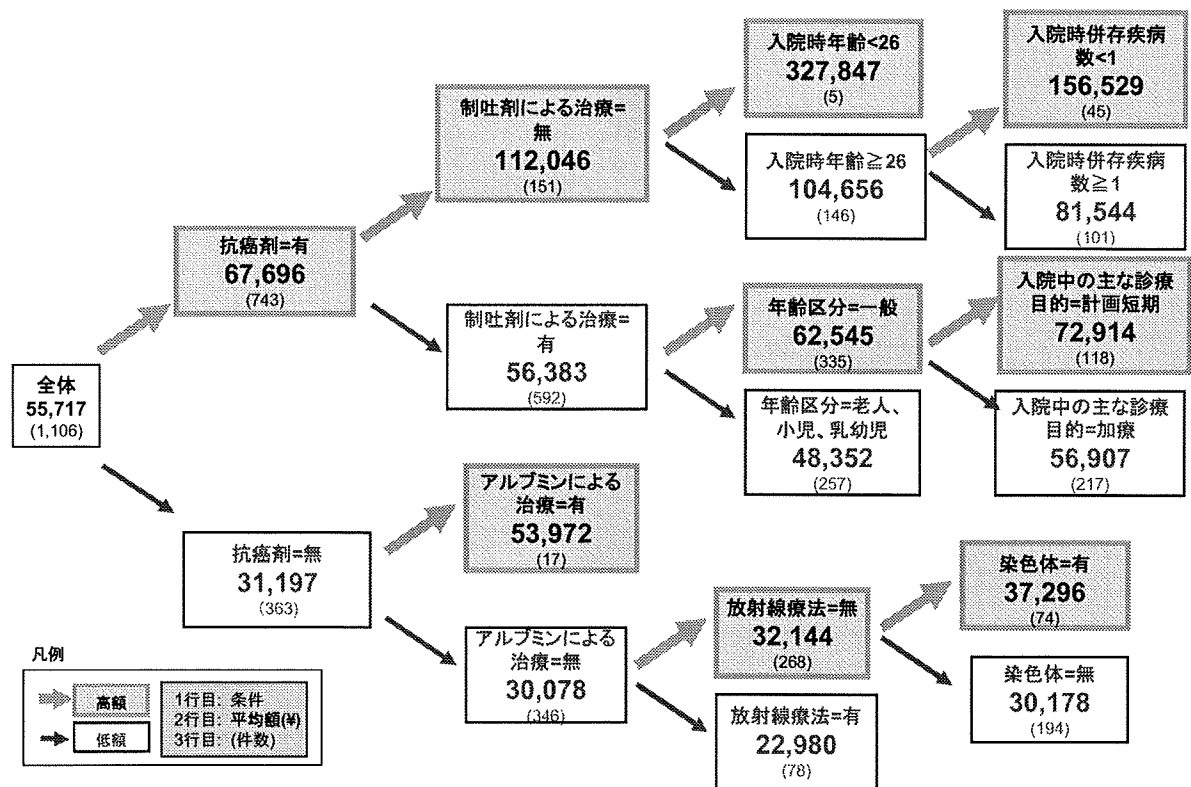 全体
55,717
(1,106)
抗癌剤=有
67,696
(743)
抗癌剤=無
31,197
(363)
制吐剤による治療=
無
112,046
(151)
制吐剤による治療=
有
56,383
(592)
アルブミンによる
治療=有
53,972
(17)
アルブミンによる
治療=無
30,078
(346)
入院時年齢<26
327,847
(5)
入院時年齢≧26
104,656
(146)
年齢区分=一般
62,545
(335)
年齢区分=老人、
小児、乳幼児
48,352
(257)
放射線療法=無
32,144
(268)
放射線療法=有
22,980
(78)
入院時併存疾病
数<1
156,529
(45)
入院時併存疾病
数≧1
81,544
(101)
入院中の主な診療
目的=計画短期
72,914
(118)
入院中の主な診療
目的=加療
56,907
(217)
染色体=有
37,296
(74)
染色体=無
30,178
(194)
凡例
高額
低額
1行目: 条件
2行目: 平均額(¥)
3行目: (件数)